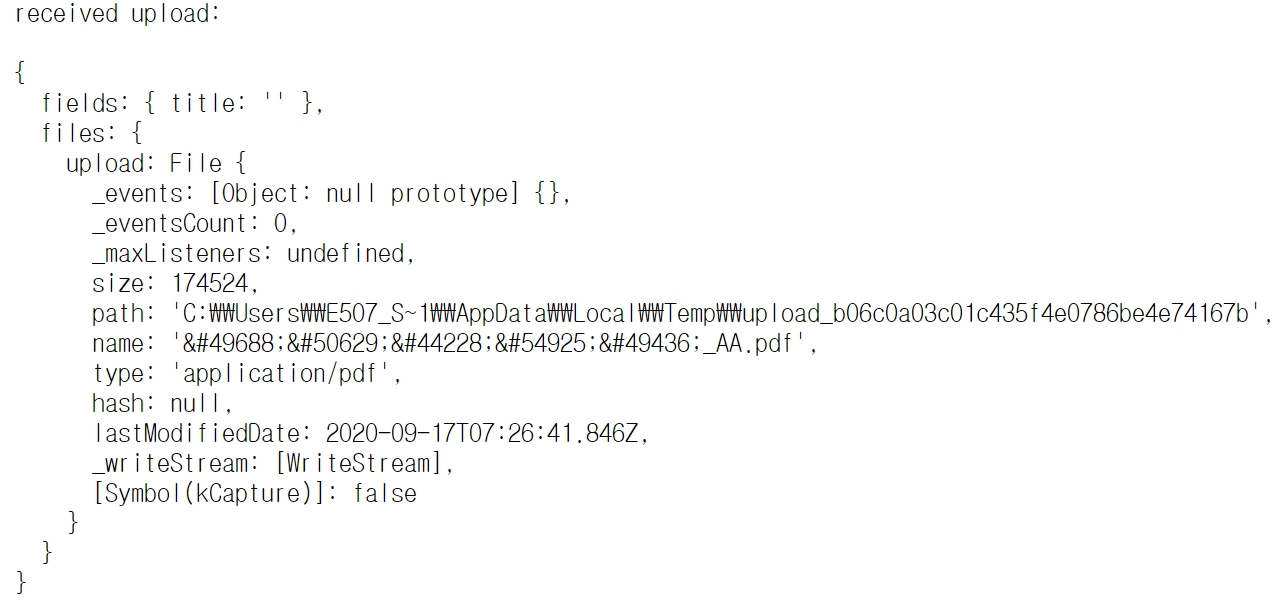 received upload:
{
fields: { title: '' },
files: {
upload: File {
_events: [Object: null prototype] {},
_eventsCount: 0,
_maxListeners: undefined,
size: 174524,
path: 'C:₩₩Users₩₩E507_S~1₩₩AppData₩₩Local₩₩Temp₩₩upload_b06c0a03c01c435f4e0786be4e74167b',
name: '&#49688;&#50629;&#44228;&#54925;&#49436;_AA.pdf',
type: 'application/pdf',
hash: null,
lastModifiedDate: 2020-09-17T07:26:41.846Z,
_writeStream: [WriteStream],
[Symbol(kCapture)]: false
}
}
}